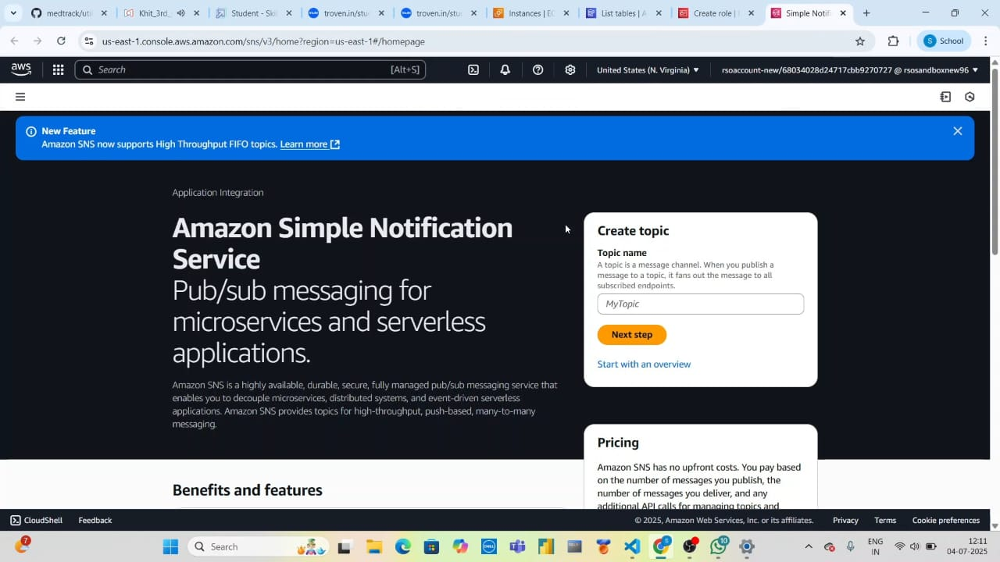 medtrack/uti
Khit_3rd_
Student - Ski
troven.in/stu
troven.in/stu
Instances | EC
List tables | A
Create role |
Simple Notif
us-east-1.console.aws.amazon.com/sns/v3/home?region=us-east-1#/homepage
S School
aws
Search [Alt+S]
United States (N. Virginia)
rsoaccount-new/68034028d24717cbb9270727 @ rsosandboxnew96
New Feature
Amazon SNS now supports High Throughput FIFO topics. Learn more
Application Integration
Amazon Simple Notification
Service
Pub/sub messaging for
microservices and serverless
applications.
Amazon SNS is a highly available, durable, secure, fully managed pub/sub messaging service that
enables you to decouple microservices, distributed systems, and event-driven serverless
applications. Amazon SNS provides topics for high-throughput, push-based, many-to-many
messaging.
Create topic
Topic name
A topic is a message channel. When you publish a
message to a topic, it fans out the message to all
subscribed endpoints.
MyTopic
Next step
Start with an overview
Pricing
Amazon SNS has no upfront costs. You pay based
on the number of messages you publish, the
number of messages you deliver, and any
additional API calls for managing topics and
Benefits and features
CloudShell
Feedback
© 2025, Amazon Web Services, Inc. or its affiliates.
Privacy
Terms
Cookie preferences
7
Search
DELL
5
10
ENG
IN
12:11
04-07-2025